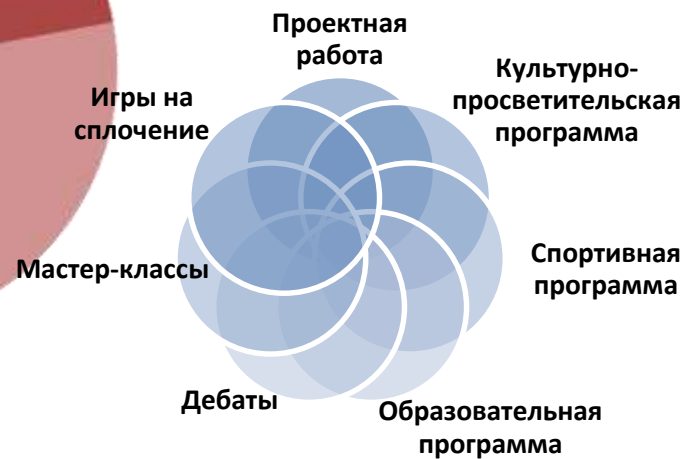 Проектная
работа
Культурно-
просветительская
программа
Спортивная
программа
Образовательная
программа
Дебаты
Мастер-классы
Игры на
сплочение